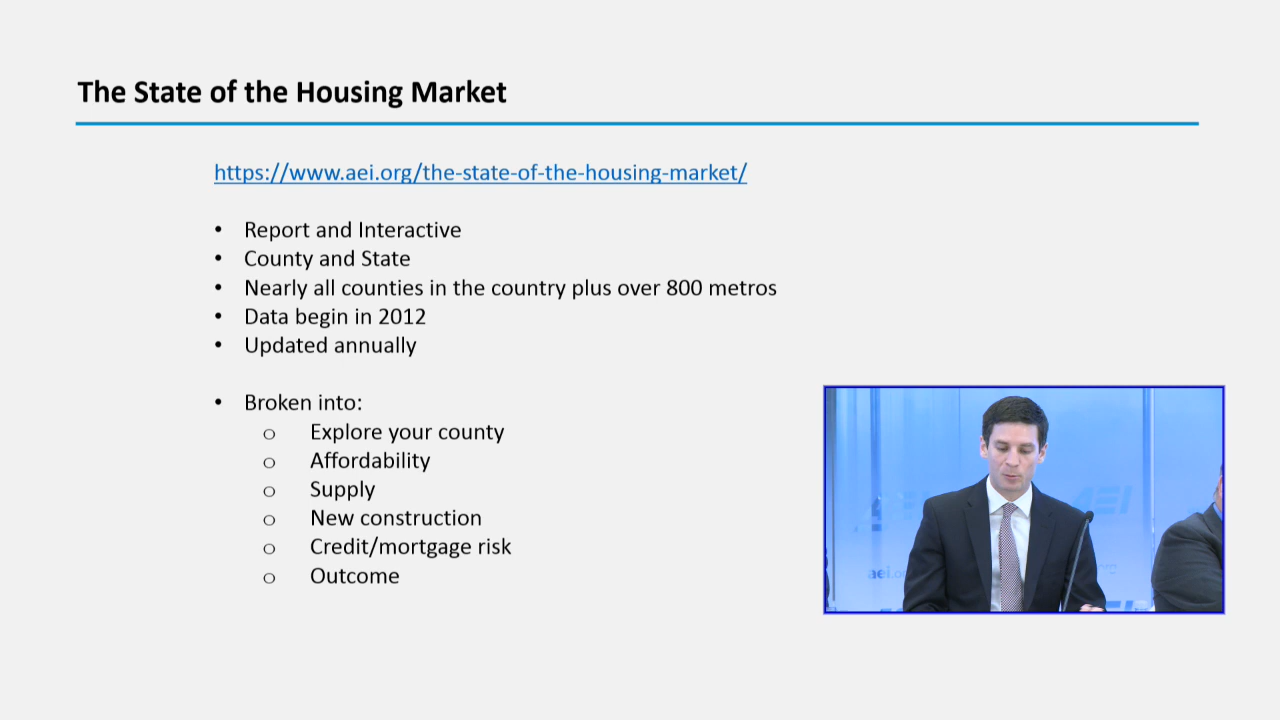 The State of the Housing Market
https://www.aei.org/the-state-of-the-housing-market/
• Report and Interactive
• County and State
• Nearly all counties in the country plus over 800 metros
• Data begin in 2012
• Updated annually
• Broken into:
o Explore your county
o Affordability
o Supply
o New construction
o Credit/mortgage risk
o Outcome
AEI